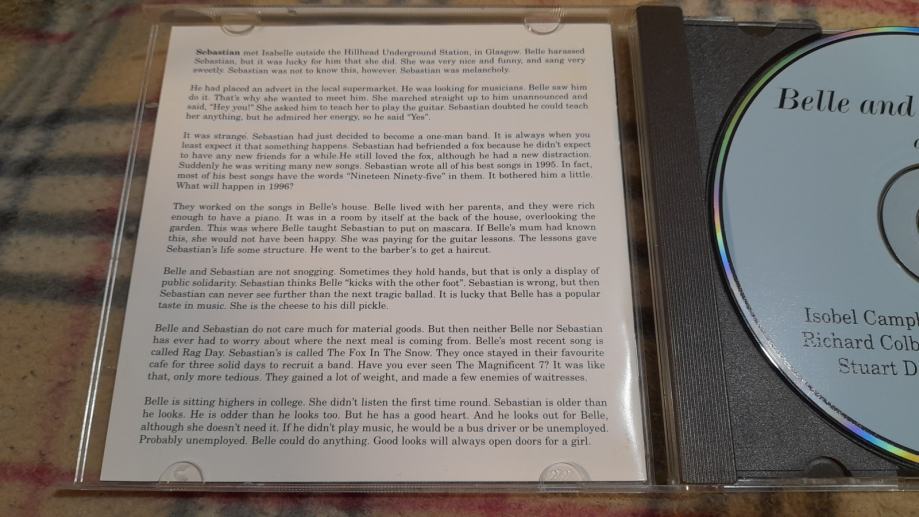 Sebastian met Isabelle outside the Hillhead Underground Station, in Glasgow. Belle harassed
Sebastian, but it was lucky for him that she did. She was very nice and funny, and sang very
sweetly. Sebastian was not to know this, however. Sebastian was melancholy.
He had placed an advert in the local supermarket. He was looking for musicians. Belle saw him
do it. That's why she wanted to meet him. She marched straight up to him unannounced and
said, "Hey you!" She asked him to teach her to play the guitar. Sebastian doubted he could teach
her anything, but he admired her energy, so he said "Yes".
It was strange. Sebastian had just decided to become a one-man band. It is always when you
least expect it that something happens. Sebastian had befriended a fox because he didn't expect
to have any new friends for a while.He still loved the fox, although he had a new distraction.
Suddenly he was writing many new songs. Sebastian wrote all of his best songs in 1995. In fact,
most of his best songs have the words "Nineteen Ninety-five" in them. It bothered him a little.
What will happen in 1996?
They worked on the songs in Belle's house. Belle lived with her parents, and they were rich
enough to have a piano. It was in a room by itself at the back of the house, overlooking the
garden. This was where Belle taught Sebastian to put on mascara. If Belle's mum had known
this, she would not have been happy. She was paying for the guitar lessons. The lessons gave
Sebastian's life some structure. He went to the barber's to get a haircut.
Belle and Sebastian are not snogging. Sometimes they hold hands, but that is only a display of
public solidarity. Sebastian thinks Belle "kicks with the other foot". Sebastian is wrong, but then
Sebastian can never see further than the next tragic ballad. It is lucky that Belle has a popular
taste in music. She is the cheese to his dill pickle.
Belle and Sebastian do not care much for material goods. But then neither Belle nor Sebastian
has ever had to worry about where the next meal is coming from. Belle's most recent song is
called Rag Day. Sebastian's is called The Fox In The Snow. They once stayed in their favourite
cafe for three solid days to recruit a band. Have you ever seen The Magnificent 7? It was like
that, only more tedious. They gained a lot of weight, and made a few enemies of waitresses.
Belle is sitting highers in college. She didn't listen the first time round. Sebastian is older than
he looks. He is odder than he looks too. But he has a good heart. And he looks out for Belle,
although she doesn't need it. If he didn't play music, he would be a bus driver or be unemployed.
Probably unemployed. Belle could do anything. Good looks will always open doors for a girl.
Belle and
Isobel Camp
Richard Colb
Stuart D